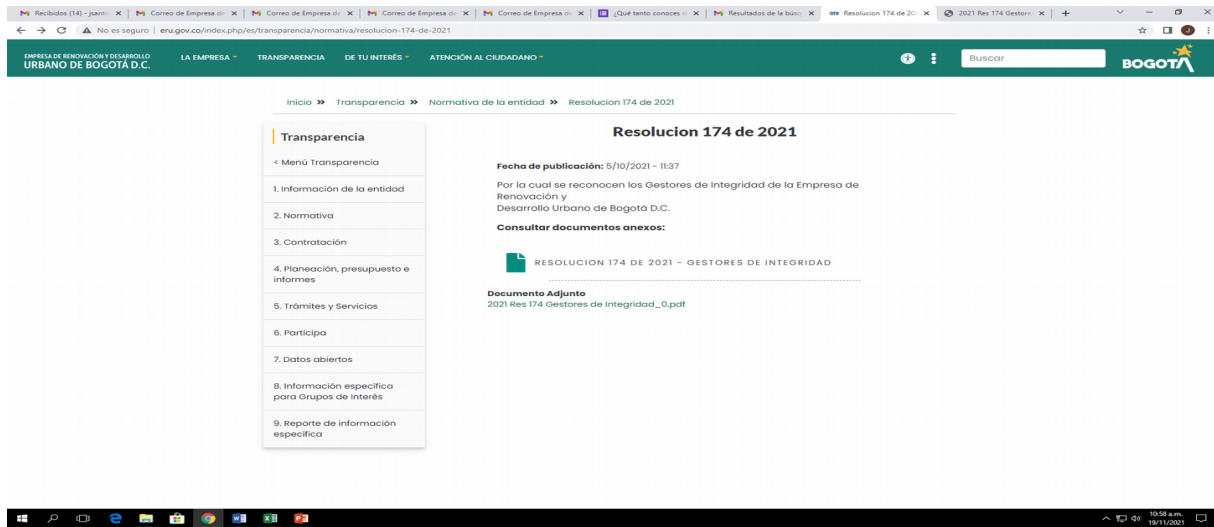 Recibidos (14) - jsanti
Correo de Empresa de
Correo de Empresa de
Correo de Empresa de
Correo de Empresa de
¿Qué tanto conoces
Resultados de la búsq
Resolucion 174 de 202
2021 Res 174 Gestore
No es seguro | eru.gov.co/index.php/es/transparencia/normativa/resolucion-174-de-2021
EMPRESA DE RENOVACIÓN Y DESARROLLO
URBANO DE BOGOTÁ D.C.
LA EMPRESA
TRANSPARENCIA
DE TU INTERÉS
ATENCIÓN AL CIUDADANO
Buscar
BOGOTÁ
Inicio » Transparencia » Normativa de la entidad » Resolucion 174 de 2021
Transparencia
< Menú Transparencia
1. Información de la entidad
2. Normativa
3. Contratación
4. Planeación, presupuesto e
informes
5. Trámites y Servicios
6. Participa
7. Datos abiertos
8. Información específica
para Grupos de Interés
9. Reporte de información
especifica
Resolucion 174 de 2021
Fecha de publicación: 5/10/2021 - 11:37
Por la cual se reconocen los Gestores de Integridad de la Empresa de
Renovación y
Desarrollo Urbano de Bogotá D.C.
Consultar documentos anexos:
RESOLUCION 174 DE 2021 - GESTORES DE INTEGRIDAD
Documento Adjunto
2021 Res 174 Gestores de Integridad_0.pdf
10:58 a.m.
19/11/2021